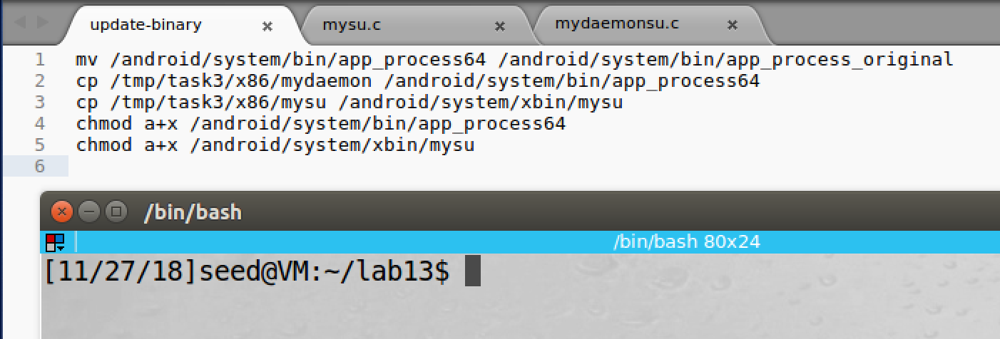 update-binary × mysu.c × mydaemonsu.c ×
1 mv /android/system/bin/app_process64 /android/system/bin/app_process_original
2 cp /tmp/task3/x86/mydaemon /android/system/bin/app_process64
3 cp /tmp/task3/x86/mysu /android/system/xbin/mysu
4 chmod a+x /android/system/bin/app_process64
5 chmod a+x /android/system/xbin/mysu
6
/bin/bash
/bin/bash 80x24
[11/27/18]seed@VM:~/lab13$